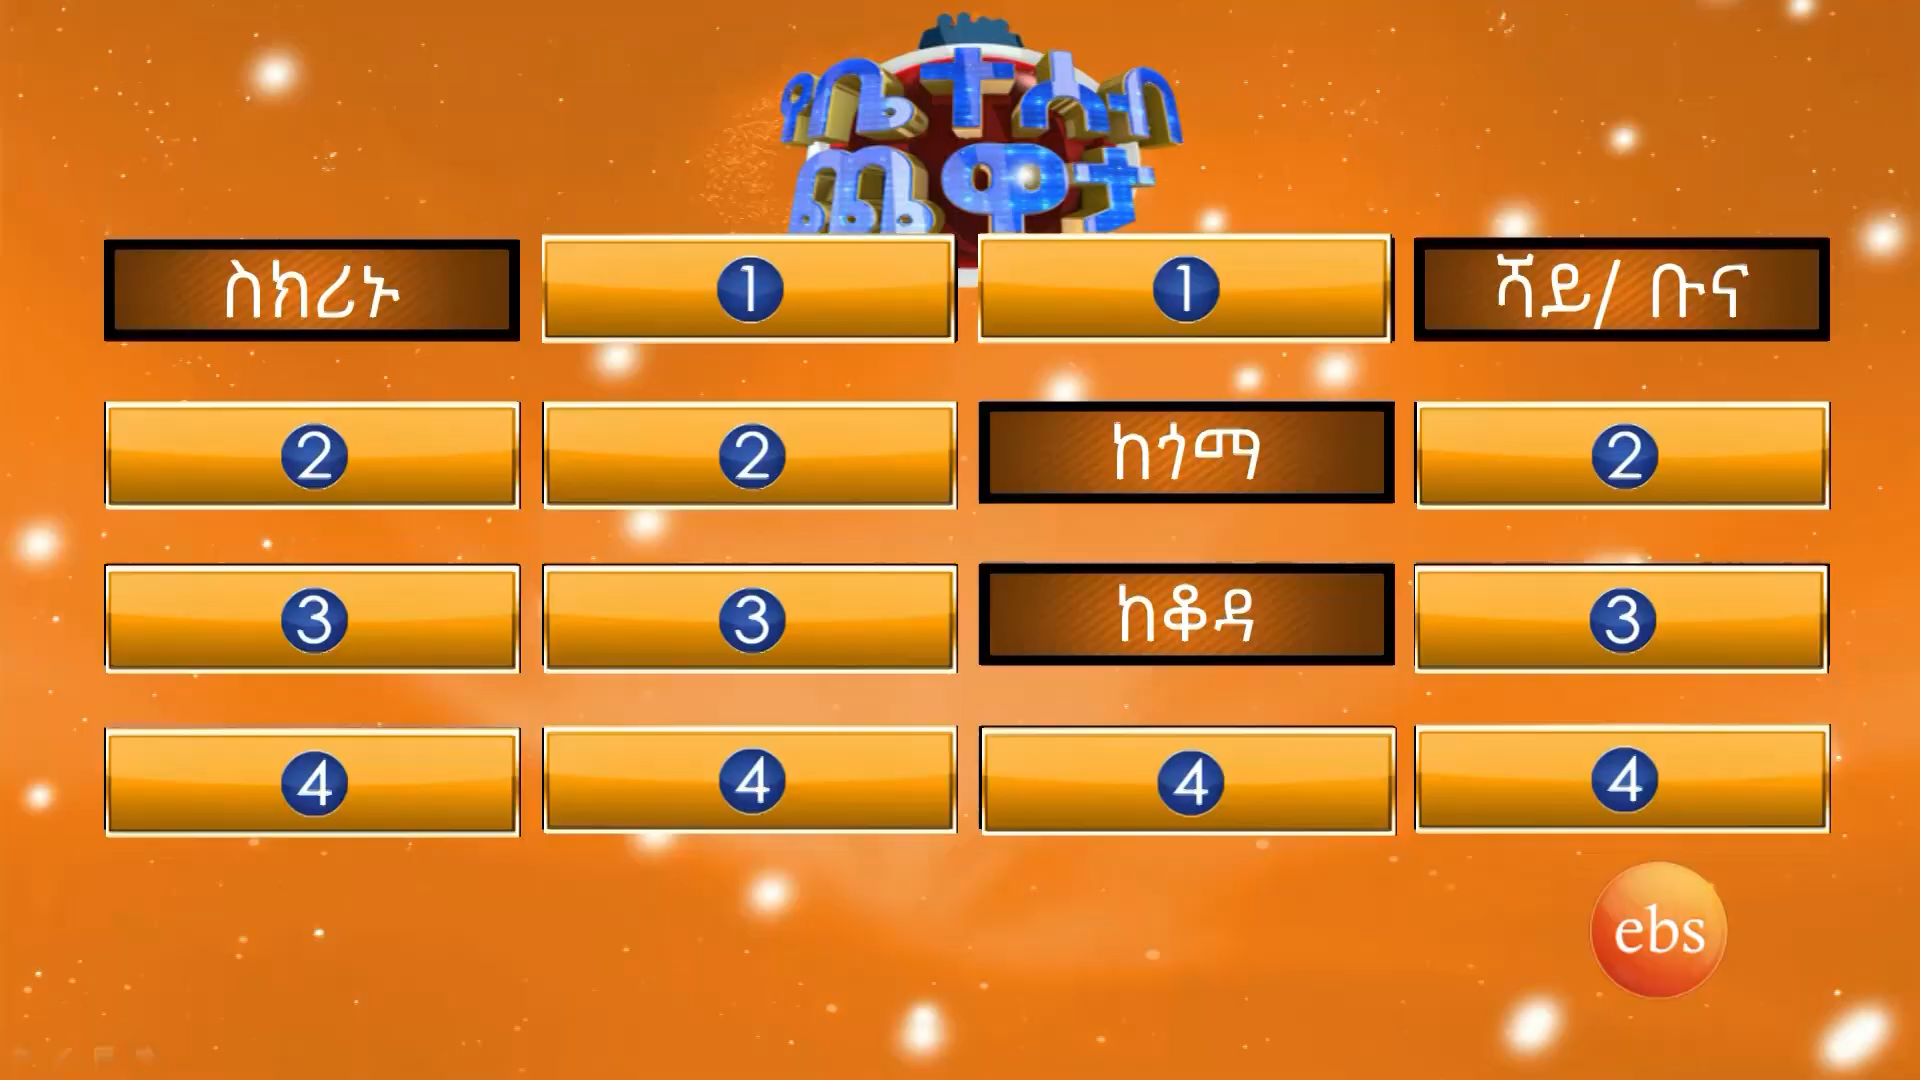 የቤተሰብ
ጨዋታ
ስክሪኑ 1 1 ሻይ/ ቡና
2 2 ከጎማ 2
3 3 ከቆዳ 3
4 4 4 4
ebs